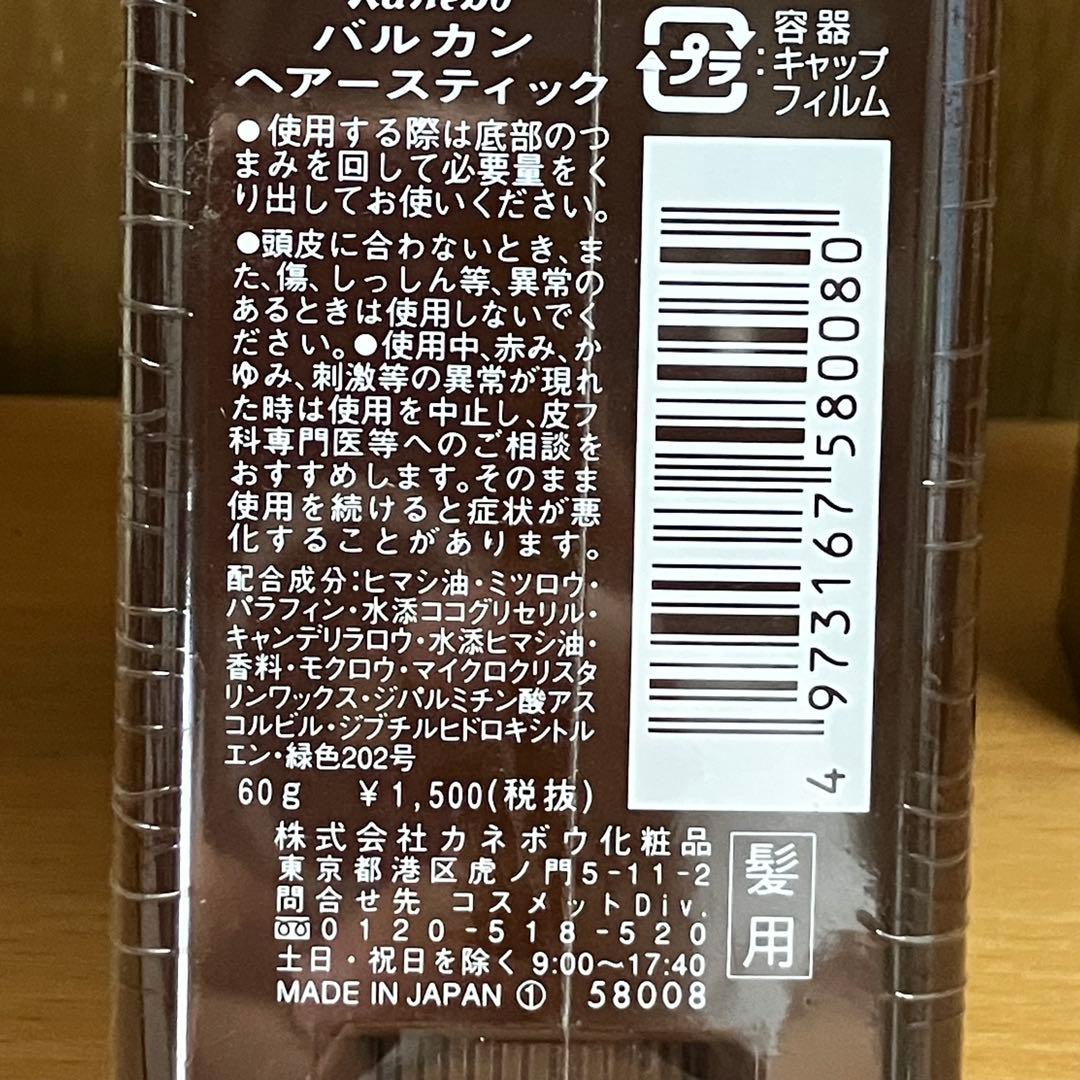 Kanebo
バルカン
ヘアースティック
●使用する際は底部のつ
まみを回して必要量をく
り出してお使いください。
●頭皮に合わないとき、ま
た、傷、しっしん等、異常の
あるときは使用しないでく
ださい。●使用中、赤み、か
ゆみ、刺激等の異常が現れ
た時は使用を中止し、皮フ
科専門医等へのご相談を
おすすめします。そのまま
使用を続けると症状が悪
化することがあります。
配合成分：ヒマシ油・ミツロウ・
パラフィン・水添ココグリセリル・
キャンデリラロウ・水添ヒマシ油・
香料・モクロウ・マイクロクリスタ
リンワックス・ジパルミチン酸アス
コルビル・ジブチルヒドロキシトル
エン・緑色202号
60g ¥1,500(税抜)
株式会社カネボウ化粧品
東京都港区虎ノ門5-11-2
問合せ先 コスメットDiv.
0120-518-520
土日・祝日を除く 9:00〜17:40
MADE IN JAPAN ① 58008
プラ
：容器
キャップ
フィルム
4 973167 580080
髪
用